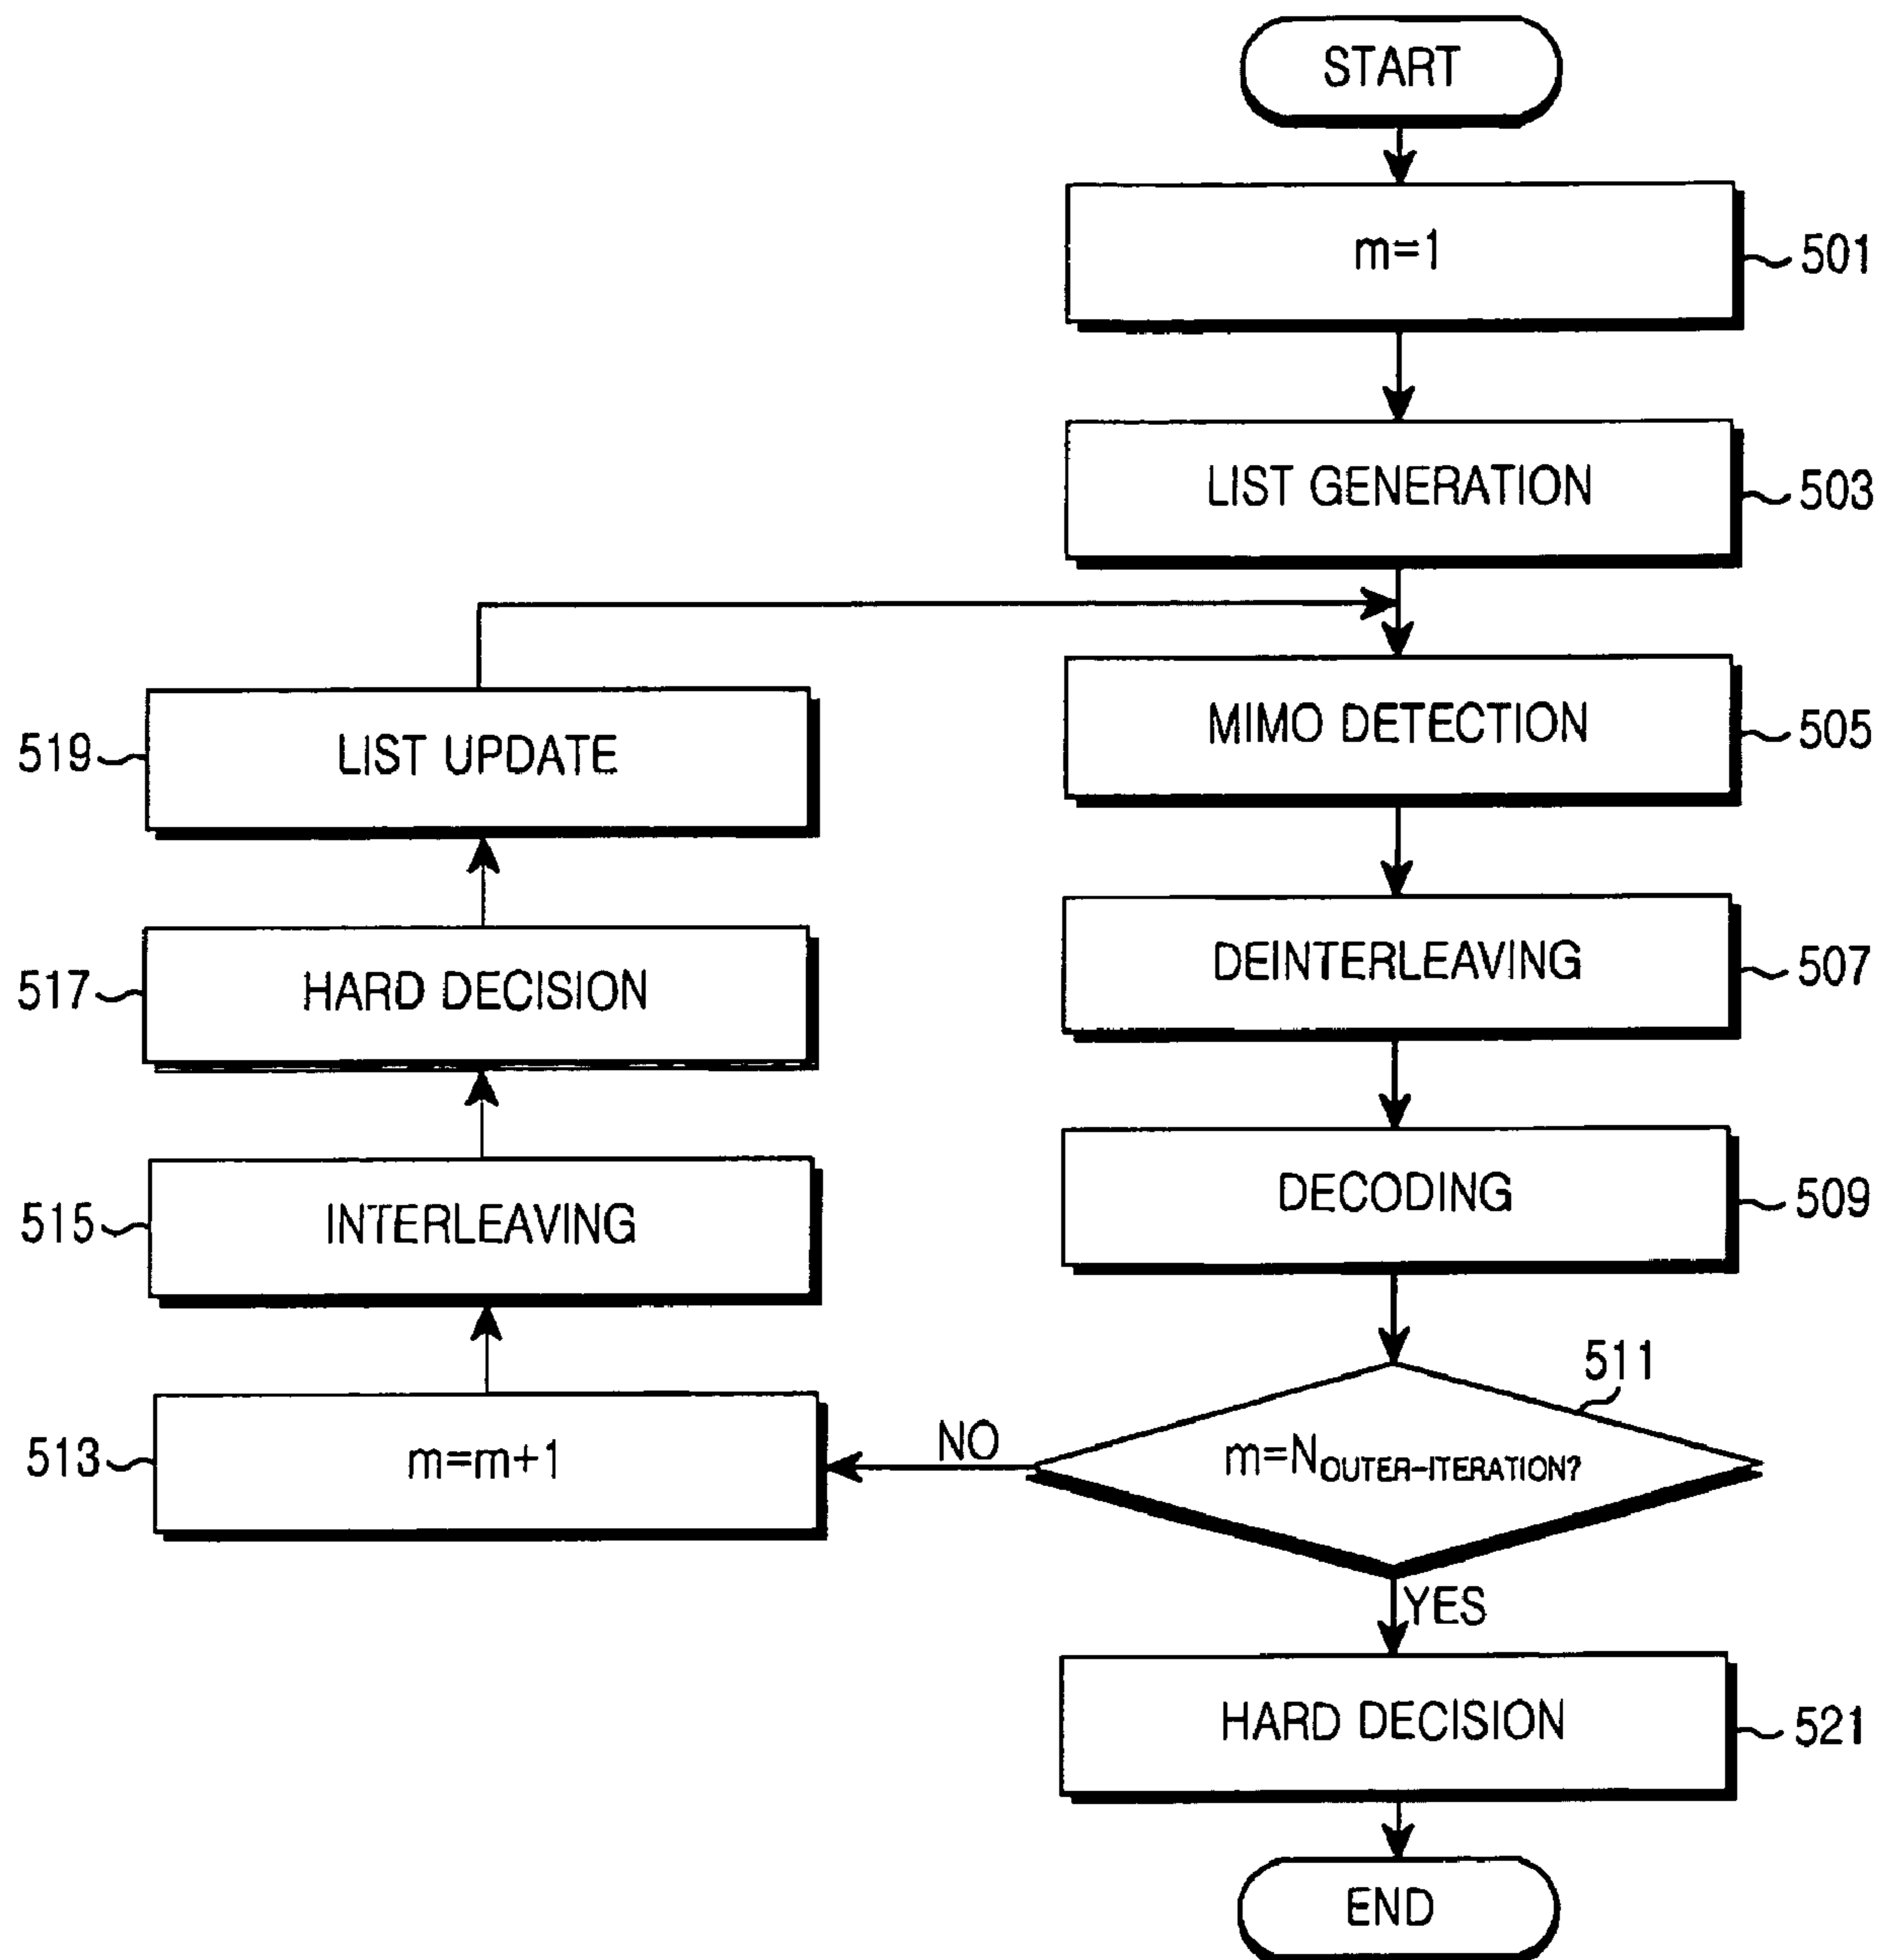 START
m=1
501
LIST GENERATION
503
MIMO DETECTION
505
519
LIST UPDATE
DEINTERLEAVING
507
517
HARD DECISION
DECODING
509
515
INTERLEAVING
511
m=NOUTER-ITERATION?
NO
513
m=m+1
YES
HARD DECISION
521
END